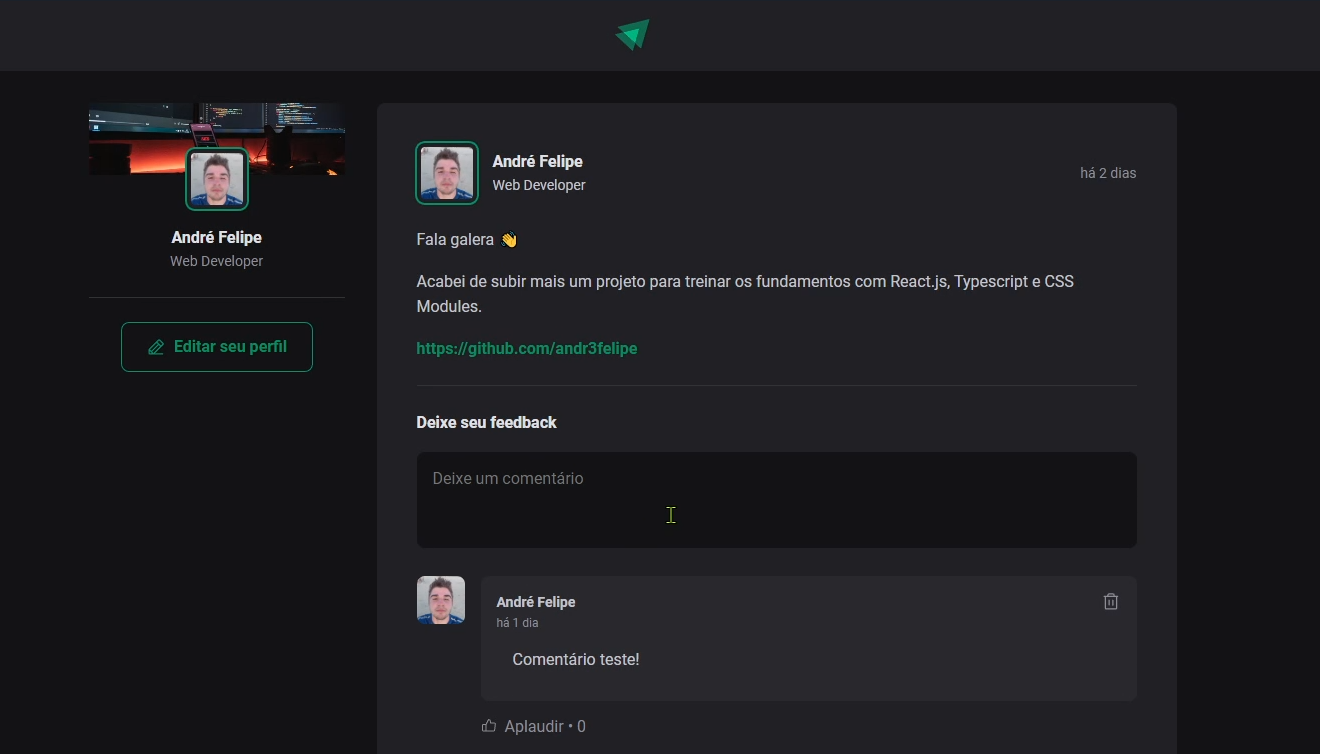 André Felipe
Web Developer
Editar seu perfil
André Felipe
Web Developer
há 2 dias
Fala galera 👋
Acabei de subir mais um projeto para treinar os fundamentos com React.js, Typescript e CSS
Modules.
https://github.com/andr3felipe
Deixe seu feedback
Deixe um comentário
André Felipe
há 1 dia
Comentário teste!
Aplaudir • 0